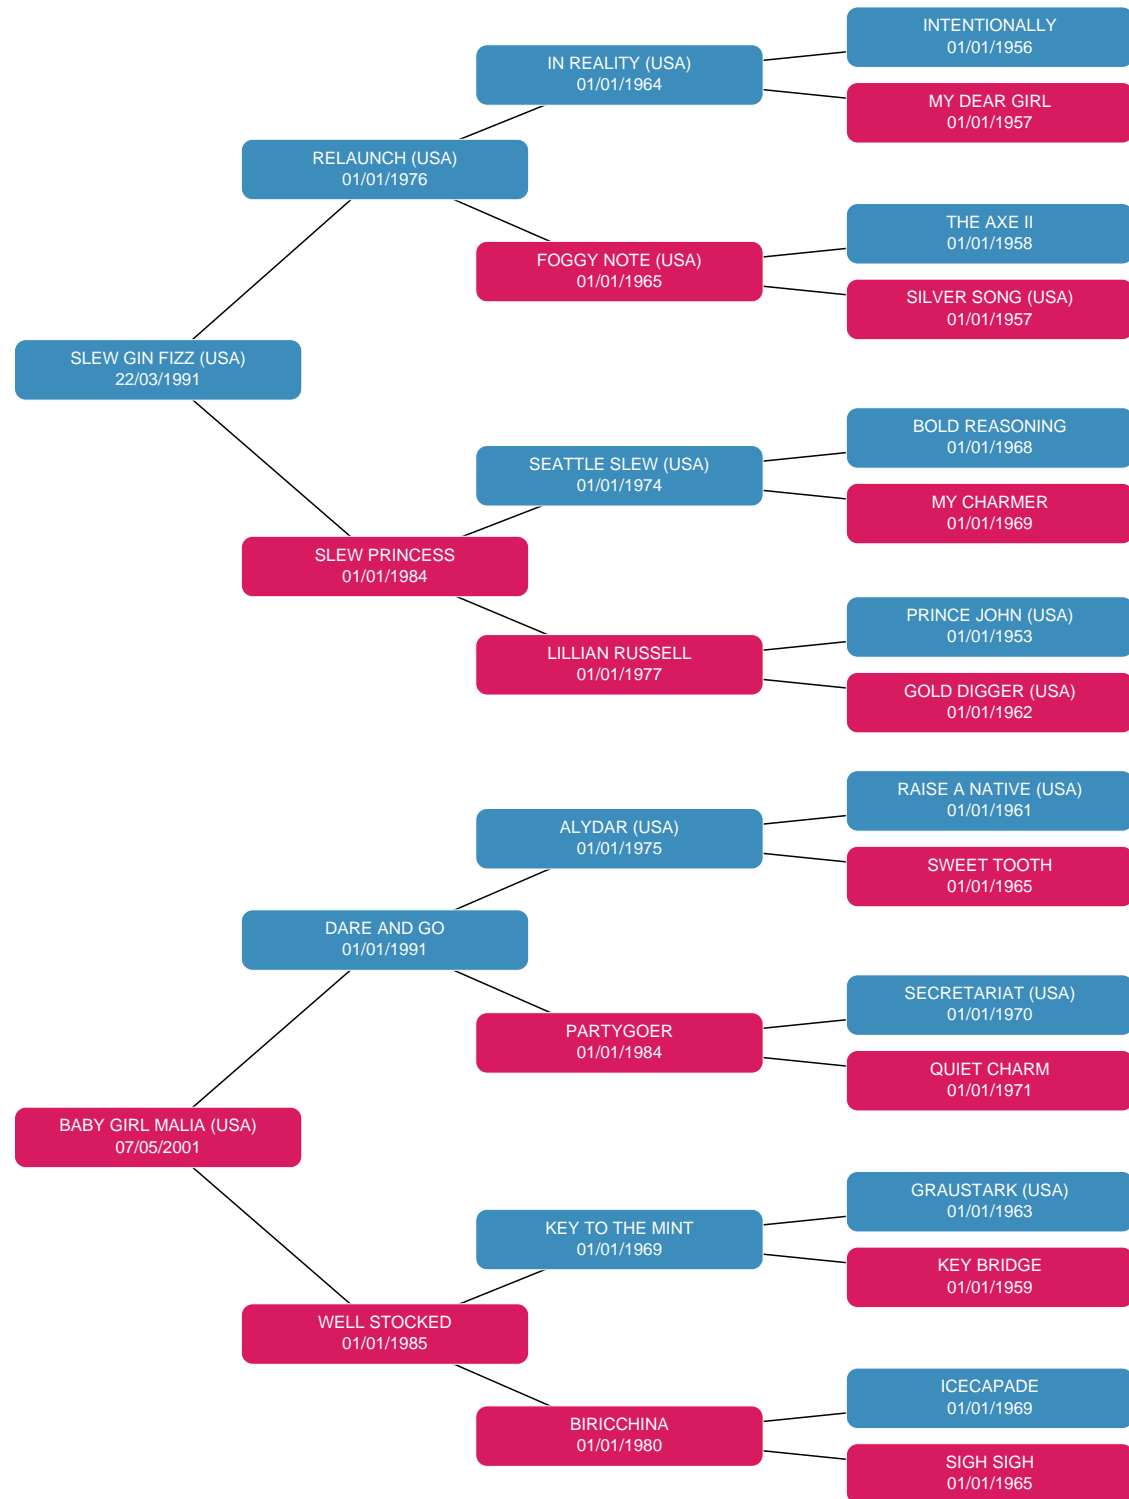 INTENTIONALLY
01/01/1956
IN REALITY (USA)
01/01/1964
MY DEAR GIRL
01/01/1957
RELAUNCH (USA)
01/01/1976
THE AXE II
01/01/1958
FOGGY NOTE (USA)
01/01/1965
SILVER SONG (USA)
01/01/1957
SLEW GIN FIZZ (USA)
22/03/1991
BOLD REASONING
01/01/1968
SEATTLE SLEW (USA)
01/01/1974
MY CHARMER
01/01/1969
SLEW PRINCESS
01/01/1984
PRINCE JOHN (USA)
01/01/1953
LILLIAN RUSSELL
01/01/1977
GOLD DIGGER (USA)
01/01/1962
RAISE A NATIVE (USA)
01/01/1961
ALYDAR (USA)
01/01/1975
SWEET TOOTH
01/01/1965
DARE AND GO
01/01/1991
SECRETARIAT (USA)
01/01/1970
PARTYGOER
01/01/1984
QUIET CHARM
01/01/1971
BABY GIRL MALIA (USA)
07/05/2001
GRAUSTARK (USA)
01/01/1963
KEY TO THE MINT
01/01/1969
KEY BRIDGE
01/01/1959
WELL STOCKED
01/01/1985
ICECAPADE
01/01/1969
BIRICCHINA
01/01/1980
SIGH SIGH
01/01/1965